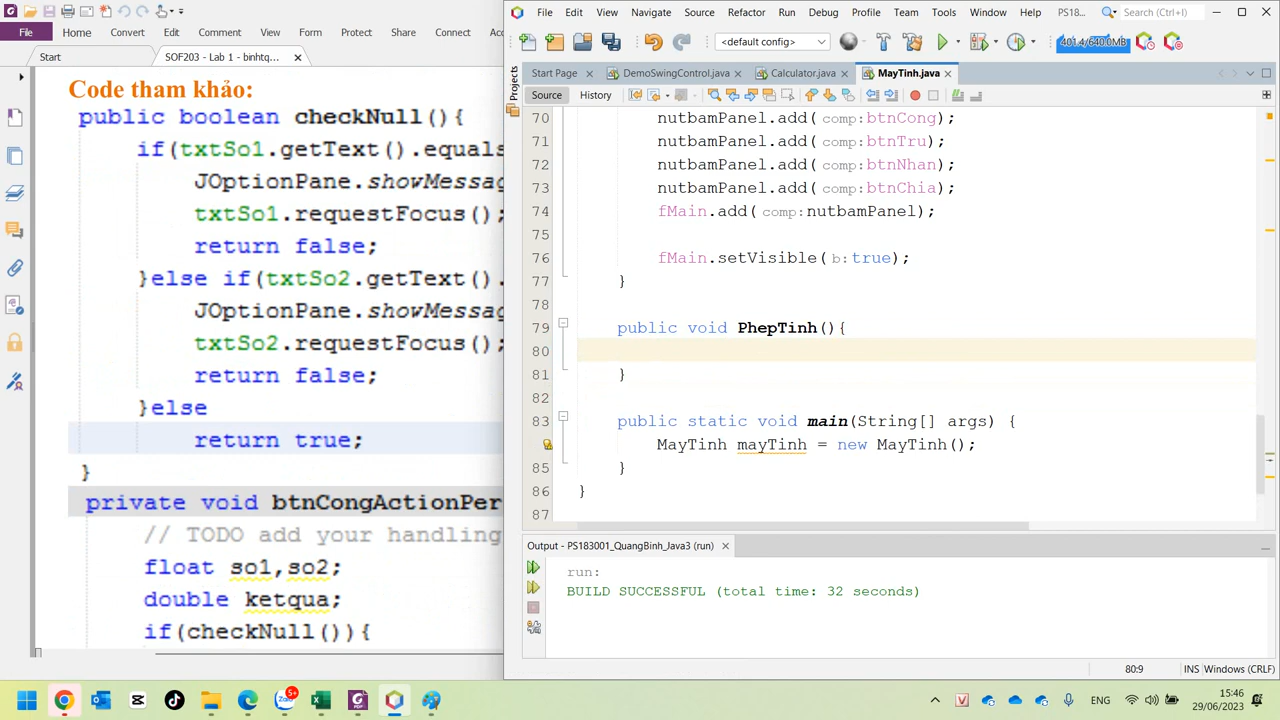 File Home Convert Edit Comment View Form Protect Share Connect Acc
Start SOF203 - Lab 1 - binhtq...
Code tham khảo:
public boolean checkNull(){
if(txtSo1.getText().equals
JOptionPane.showMessag
txtSo1.requestFocus();
return false;
}else if(txtSo2.getText().
JOptionPane.showMessag
txtSo2.requestFocus();
return false;
}else
return true;
}
private void btnCongActionPer
// TODO add your handling
float so1,so2;
double ketqua;
if(checkNull()){
File Edit View Navigate Source Refactor Run Debug Profile Team Tools Window Help PS18... Search (Ctrl+I)
<default config> 401.4/640.0MB
Projects
Start Page DemoSwingControl.java Calculator.java MayTinh.java
Source History
70 nutbamPanel.add( comp:btnCong);
71 nutbamPanel.add( comp:btnTru);
72 nutbamPanel.add( comp:btnNhan);
73 nutbamPanel.add( comp:btnChia);
74 fMain.add( comp:nutbamPanel);
75
76 fMain.setVisible( b:true);
77 }
78
79 public void PhepTinh(){
80
81 }
82
83 public static void main(String[] args) {
MayTinh mayTinh = new MayTinh();
85 }
86 }
87
Output - PS183001_QuangBinh_Java3 (run)
run:
BUILD SUCCESSFUL (total time: 32 seconds)
80:9 INS Windows (CRLF)
Zalo 5+
ENG 15:46
29/06/2023